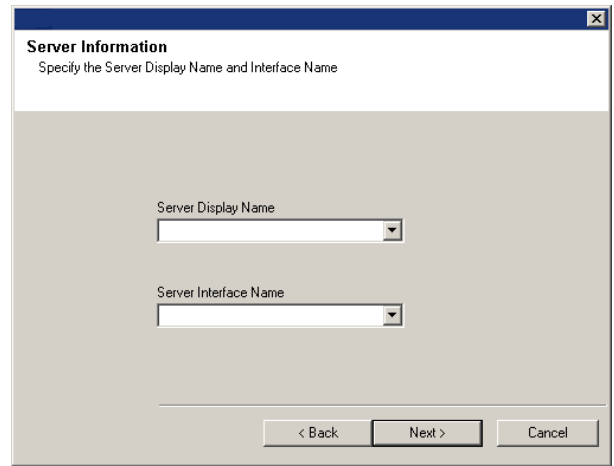 Server Information
Specify the Server Display Name and Interface Name
Server Display Name
Server Interface Name
< Back
Next >
Cancel